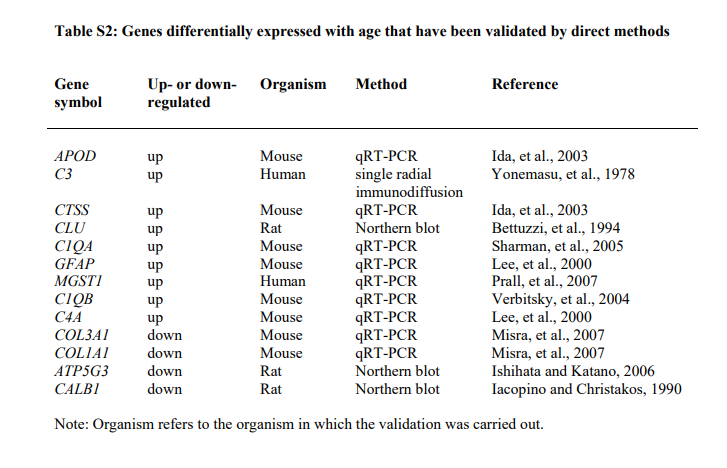 Table S2: Genes differentially expressed with age that have been validated by direct methods
Gene symbol Up- or down-regulated Organism Method Reference
APOD up Mouse qRT-PCR Ida, et al., 2003
C3 up Human single radial immunodiffusion Yonemasu, et al., 1978
CTSS up Mouse qRT-PCR Ida, et al., 2003
CLU up Rat Northern blot Bettuzzi, et al., 1994
C1QA up Mouse qRT-PCR Sharman, et al., 2005
GFAP up Mouse qRT-PCR Lee, et al., 2000
MGST1 up Human qRT-PCR Prall, et al., 2007
C1QB up Mouse qRT-PCR Verbitsky, et al., 2004
C4A up Mouse qRT-PCR Lee, et al., 2000
COL3A1 down Mouse qRT-PCR Misra, et al., 2007
COL1A1 down Mouse qRT-PCR Misra, et al., 2007
ATP5G3 down Rat Northern blot Ishihata and Katano, 2006
CALB1 down Rat Northern blot Iacopino and Christakos, 1990
Note: Organism refers to the organism in which the validation was carried out.